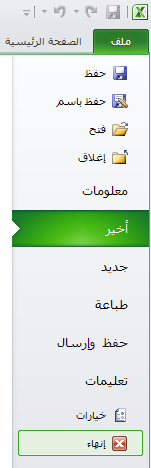 ملف الصفحة الرئيسية
حفظ
حفظ باسم
فتح
إغلاق
معلومات
أخير
جديد
طباعة
حفظ وإرسال
تعليمات
خيارات
إنهاء